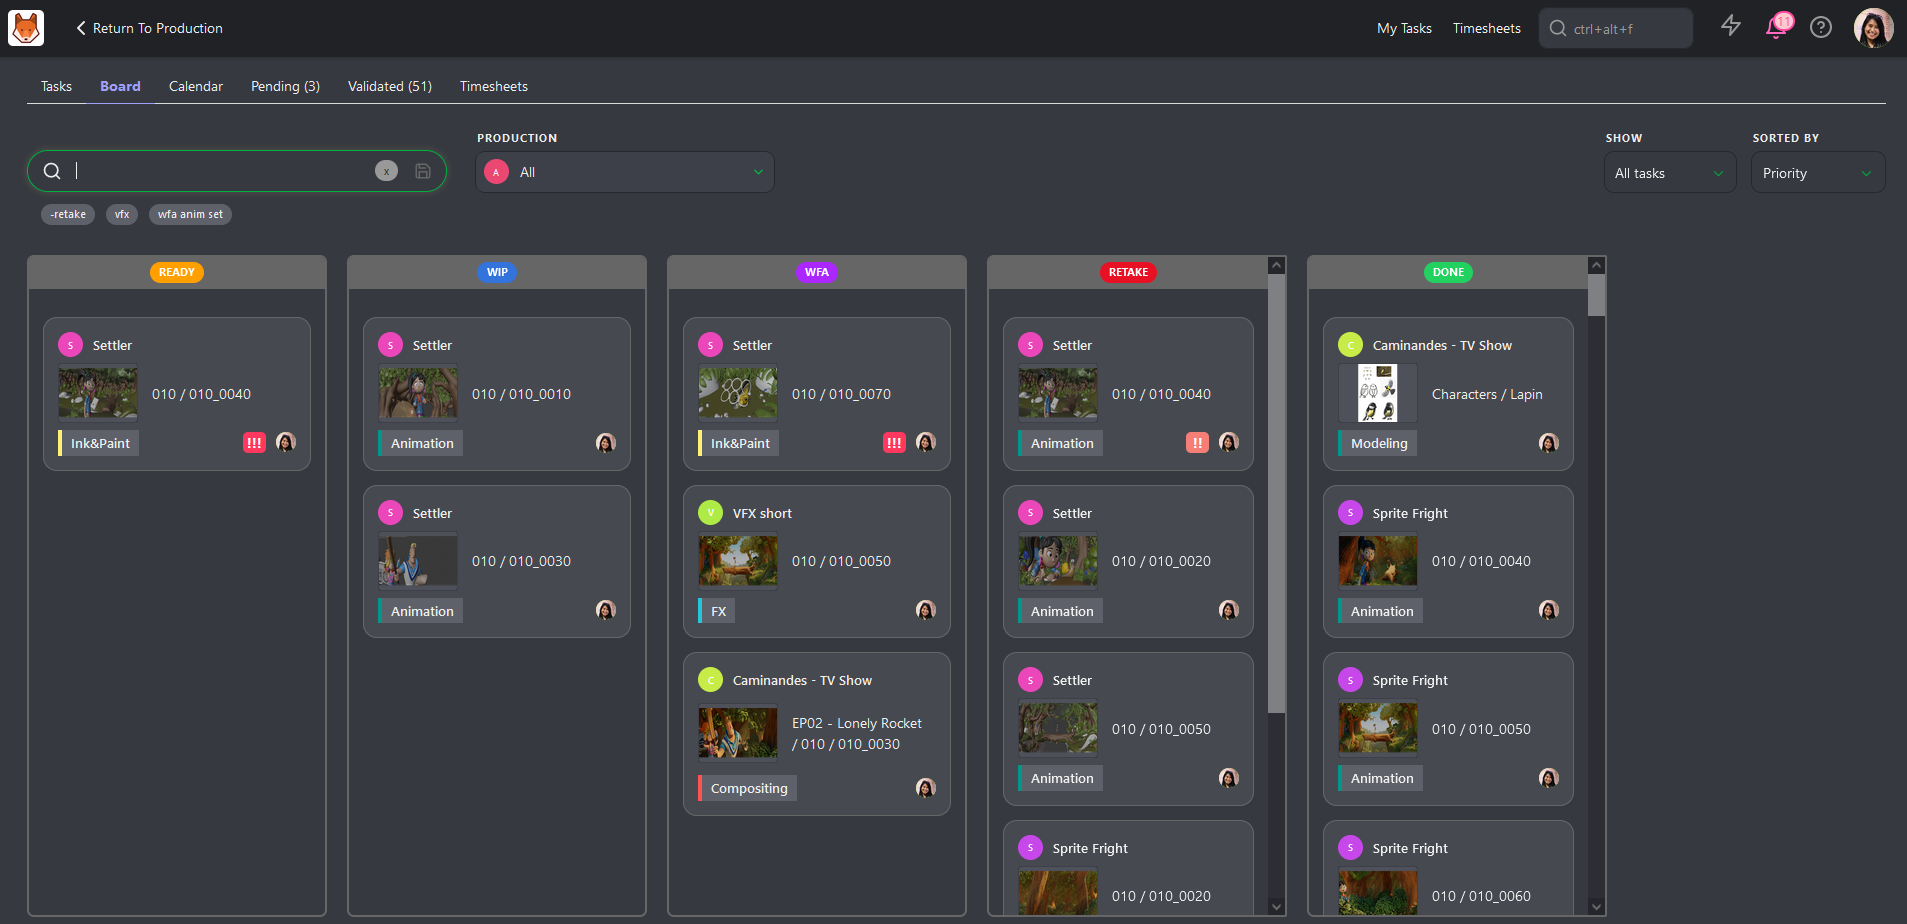 Return To Production
My Tasks
Timesheets
ctrl+alt+f
11
Tasks
Board
Calendar
Pending (3)
Validated (51)
Timesheets
x
PRODUCTION
A
All
SHOW
All tasks
SORTED BY
Priority
-retake
vfx
wfa anim set
READY
S
Settler
010 / 010_0040
Ink&Paint
!!!
WIP
S
Settler
010 / 010_0010
Animation
S
Settler
010 / 010_0030
Animation
WFA
S
Settler
010 / 010_0070
Ink&Paint
!!!
V
VFX short
010 / 010_0050
FX
C
Caminandes - TV Show
EP02 - Lonely Rocket
/ 010 / 010_0030
Compositing
RETAKE
S
Settler
010 / 010_0040
Animation
!!
S
Settler
010 / 010_0020
Animation
S
Settler
010 / 010_0050
Animation
S
Sprite Fright
010 / 010_0020
DONE
C
Caminandes - TV Show
Characters / Lapin
Modeling
S
Sprite Fright
010 / 010_0040
Animation
S
Sprite Fright
010 / 010_0050
Animation
S
Sprite Fright
010 / 010_0060